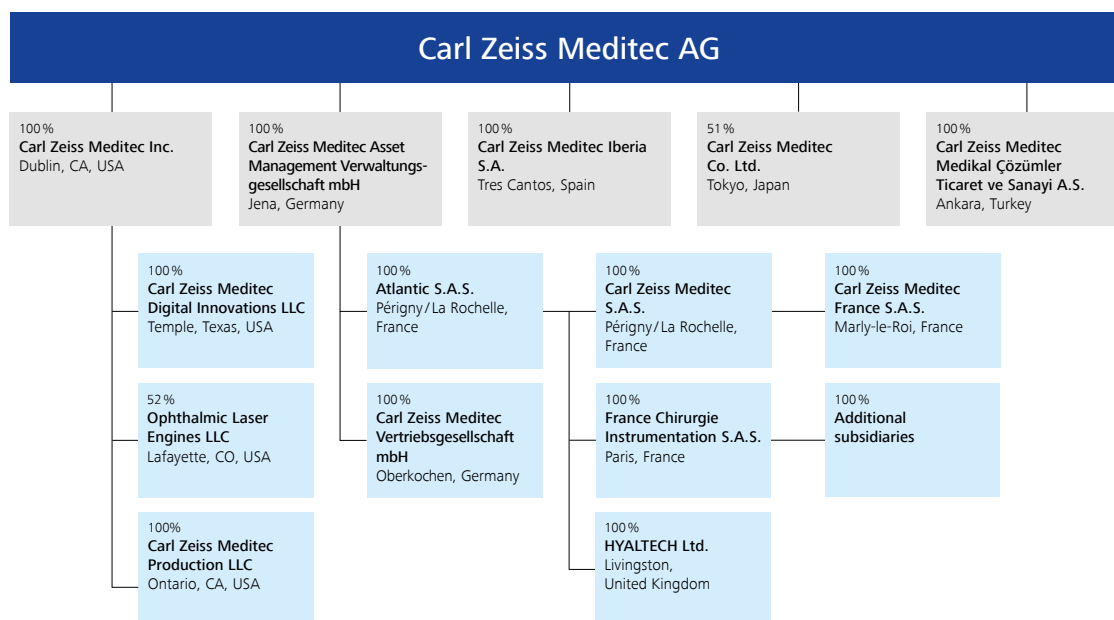 Carl Zeiss Meditec AG
100 %
Carl Zeiss Meditec Inc.
Dublin, CA, USA
100 %
Carl Zeiss Meditec Asset
Management Verwaltungs-
gesellschaft mbH
Jena, Germany
100 %
Carl Zeiss Meditec Iberia
S.A.
Tres Cantos, Spain
51 %
Carl Zeiss Meditec
Co. Ltd.
Tokyo, Japan
100 %
Carl Zeiss Meditec
Medikal Çözümler
Ticaret ve Sanayi A.S.
Ankara, Turkey
100 %
Carl Zeiss Meditec
Digital Innovations LLC
Temple, Texas, USA
100 %
Atlantic S.A.S.
Périgny / La Rochelle,
France
100 %
Carl Zeiss Meditec
S.A.S.
Périgny / La Rochelle,
France
100 %
Carl Zeiss Meditec
France S.A.S.
Marly-le-Roi, France
52 %
Ophthalmic Laser
Engines LLC
Lafayette, CO, USA
100 %
Carl Zeiss Meditec
Vertriebsgesellschaft
mbH
Oberkochen, Germany
100 %
France Chirurgie
Instrumentation S.A.S.
Paris, France
100 %
Additional
subsidiaries
100%
Carl Zeiss Meditec
Production LLC
Ontario, CA, USA
100 %
HYALTECH Ltd.
Livingston,
United Kingdom